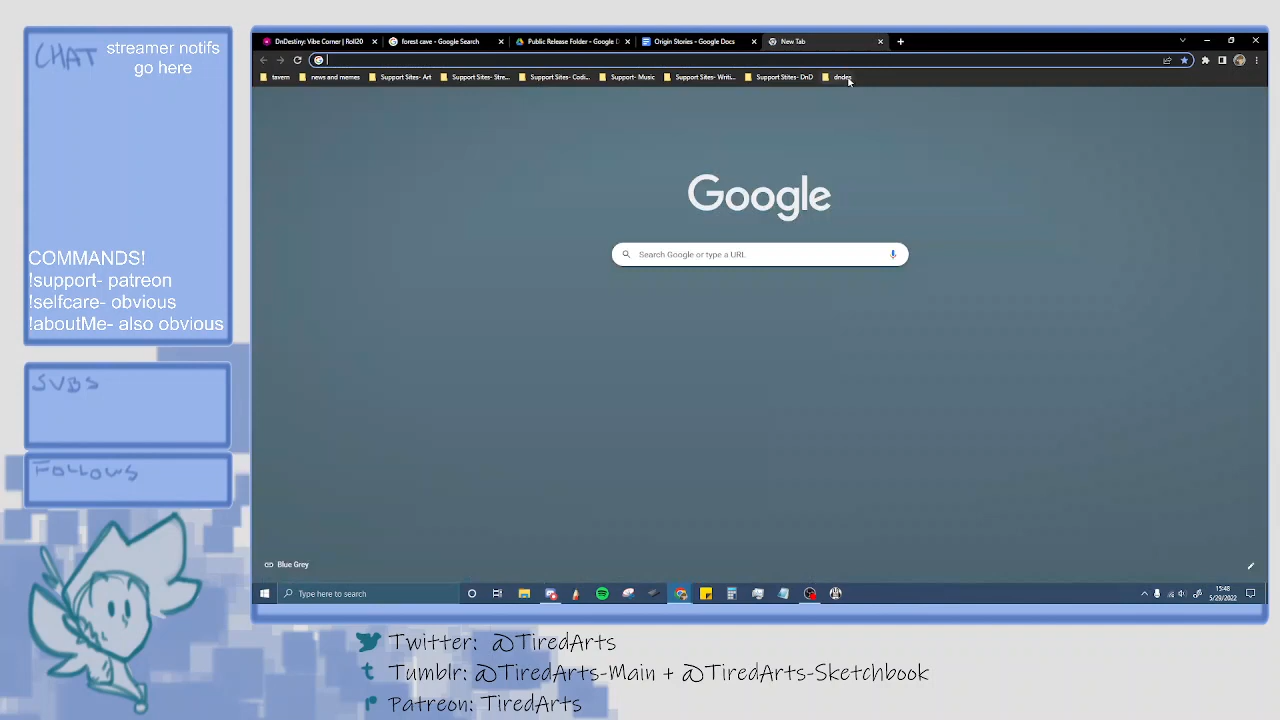 CHAT
streamer notifs
go here
COMMANDS!
!support- patreon
!selfcare- obvious
!aboutMe- also obvious
SUBS
FOLLOWS
DnDestiny: Vibe Corner | Roll20
forest cave - Google Search
Public Release Folder - Google D
Origin Stories - Google Docs
New Tab
tavern
news and memes
Support Sites- Art
Support Sites- Stre...
Support Sites- Codi...
Support- Music
Support Sites- Writi...
Support Stites- DnD
Google
Search Google or type a URL
Blue Grey
Type here to search
15:48
5/29/2022
Twitter: @TiredArts
Tumblr: @TiredArts-Main + @TiredArts-Sketchbook
Patreon: TiredArts